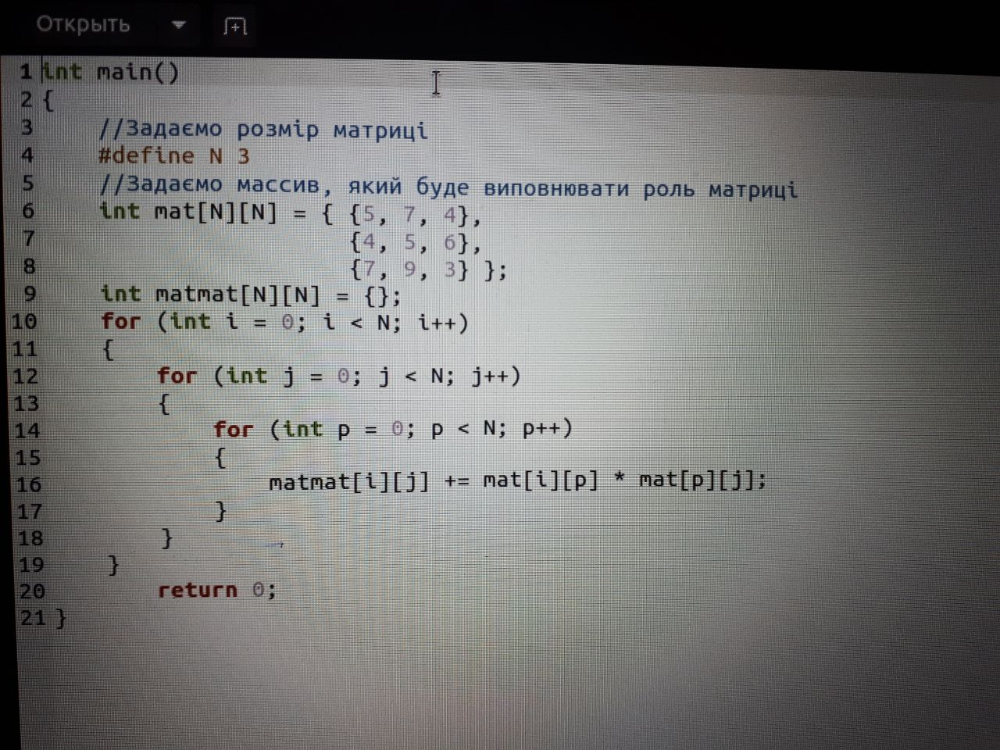 Открыть
1 int main()
2 {
3 //Задаємо розмір матриці
4 #define N 3
5 //Задаємо массив, який буде виповнювати роль матриці
6 int mat[N][N] = { {5, 7, 4},
7 {4, 5, 6},
8 {7, 9, 3} };
9 int matmat[N][N] = {};
10 for (int i = 0; i < N; i++)
11 {
12 for (int j = 0; j < N; j++)
13 {
14 for (int p = 0; p < N; p++)
15 {
16 matmat[i][j] += mat[i][p] * mat[p][j];
17 }
18 }
19 }
20 return 0;
21 }